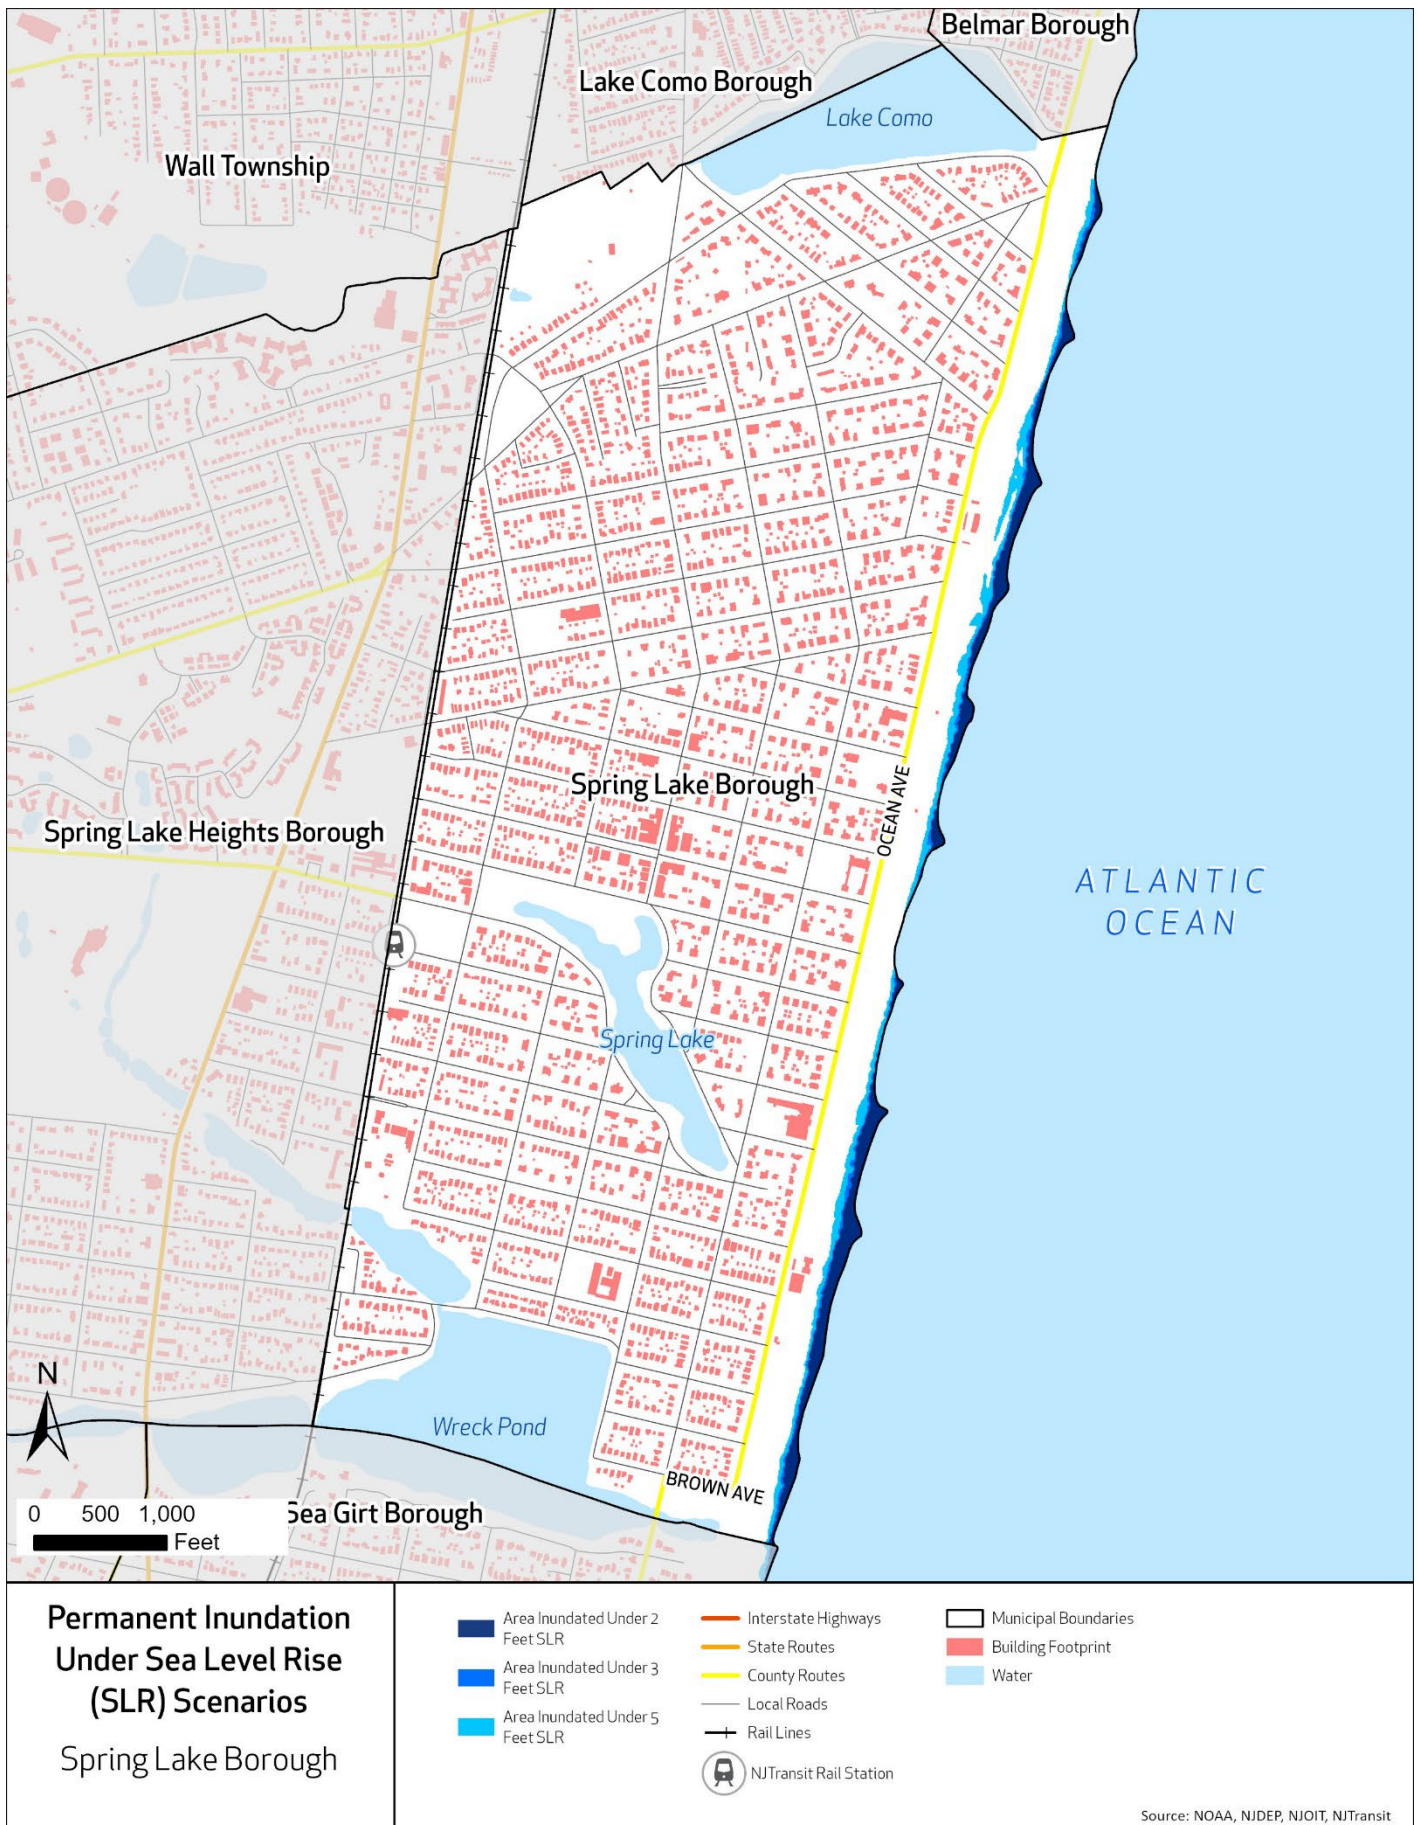 Belmar Borough
Lake Como Borough
Lake Como
Wall Township
Spring Lake Borough
OCEAN AVE
Spring Lake Heights Borough
ATLANTIC
OCEAN
Spring Lake
N
Wreck Pond
BROWN AVE
0 500 1,000
Feet
Sea Girt Borough
Permanent Inundation
Under Sea Level Rise
(SLR) Scenarios
Spring Lake Borough
Area Inundated Under 2
Feet SLR
Area Inundated Under 3
Feet SLR
Area Inundated Under 5
Feet SLR
Interstate Highways
State Routes
County Routes
Local Roads
Rail Lines
NJTransit Rail Station
Municipal Boundaries
Building Footprint
Water
Source: NOAA, NJDEP, NJOIT, NJTransit